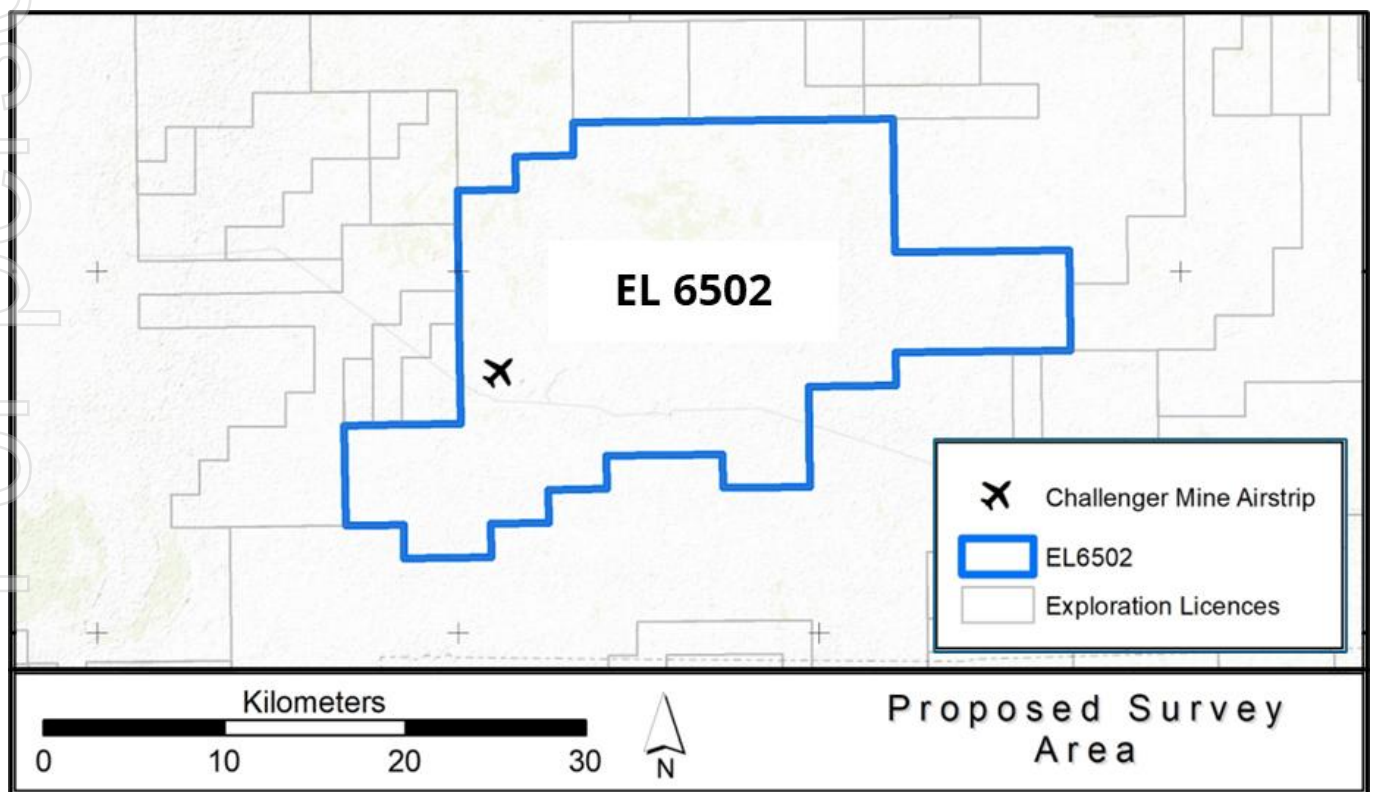 EL 6502
Challenger Mine Airstrip
EL6502
Exploration Licences
Kilometers
0 10 20 30
N
Proposed Survey
Area